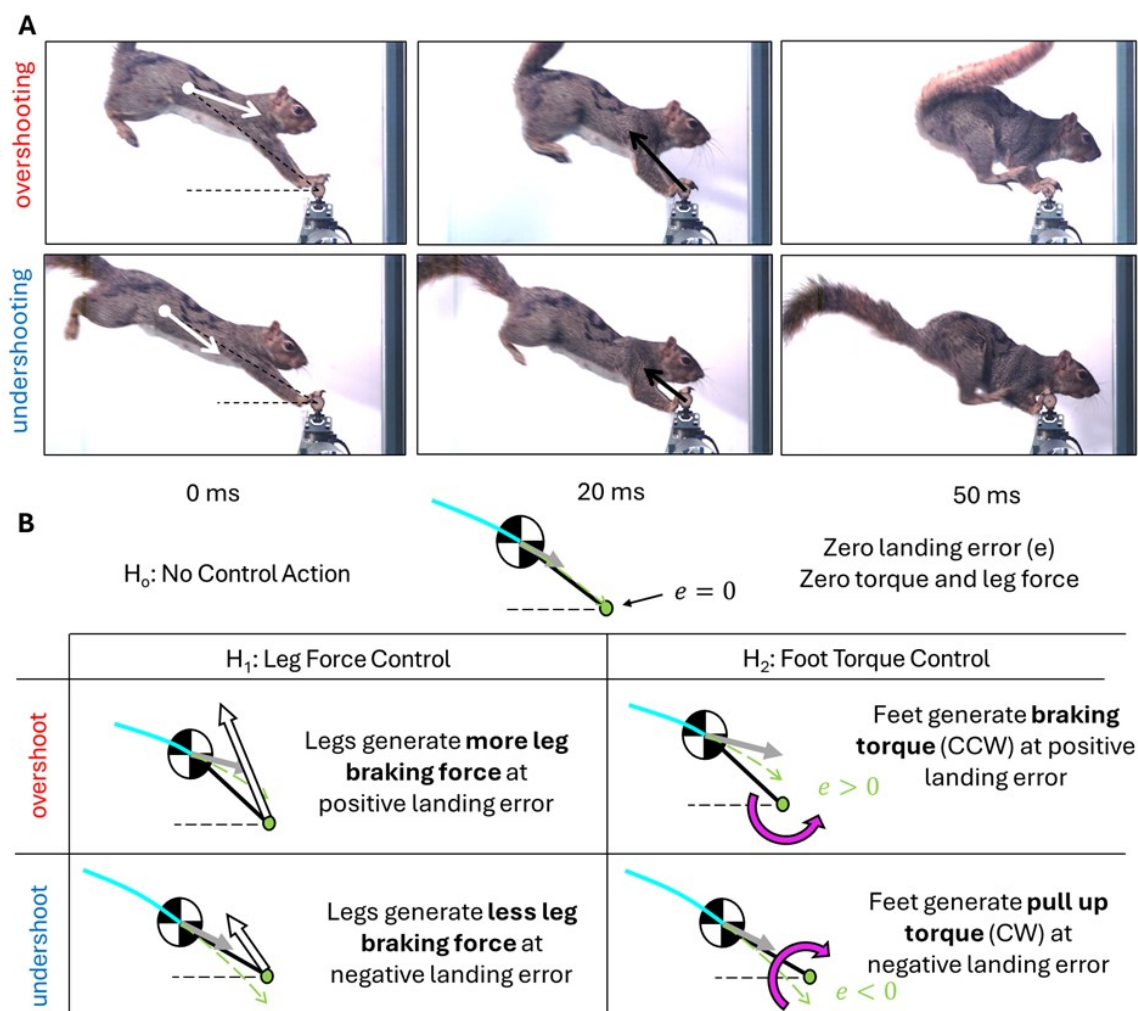 A
overshooting
undershooting
0 ms
20 ms
50 ms
B
Hₒ: No Control Action
e = 0
Zero landing error (e)
Zero torque and leg force
H₁: Leg Force Control
H₂: Foot Torque Control
overshoot
Legs generate more leg
braking force at
positive landing error
Feet generate braking
torque (CCW) at positive
landing error
e > 0
undershoot
Legs generate less leg
braking force at
negative landing error
Feet generate pull up
torque (CW) at
negative landing error
e < 0